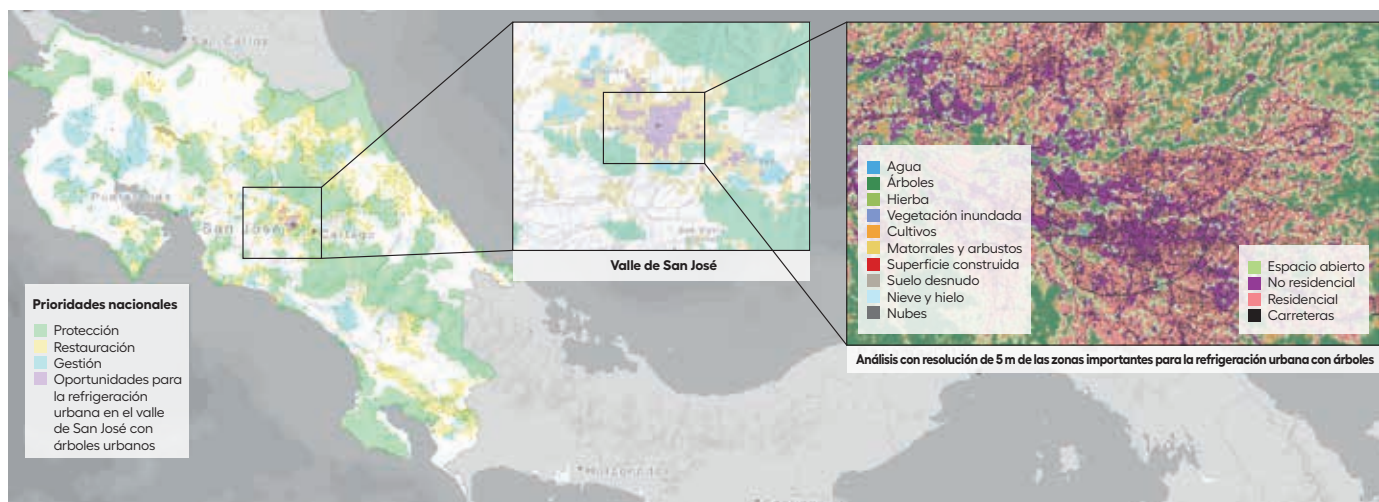 San Carlos
Puntarenas
San José
Cartago
Prioridades nacionales
Protección
Restauración
Gestión
Oportunidades para
la refrigeración
urbana en el valle
de San José con
árboles urbanos
Valle de San José
Agua
Árboles
Hierba
Vegetación inundada
Cultivos
Matorrales y arbustos
Superficie construida
Suelo desnudo
Nieve y hielo
Nubes
Espacio abierto
No residencial
Residencial
Carreteras
Análisis con resolución de 5 m de las zonas importantes para la refrigeración urbana con árboles